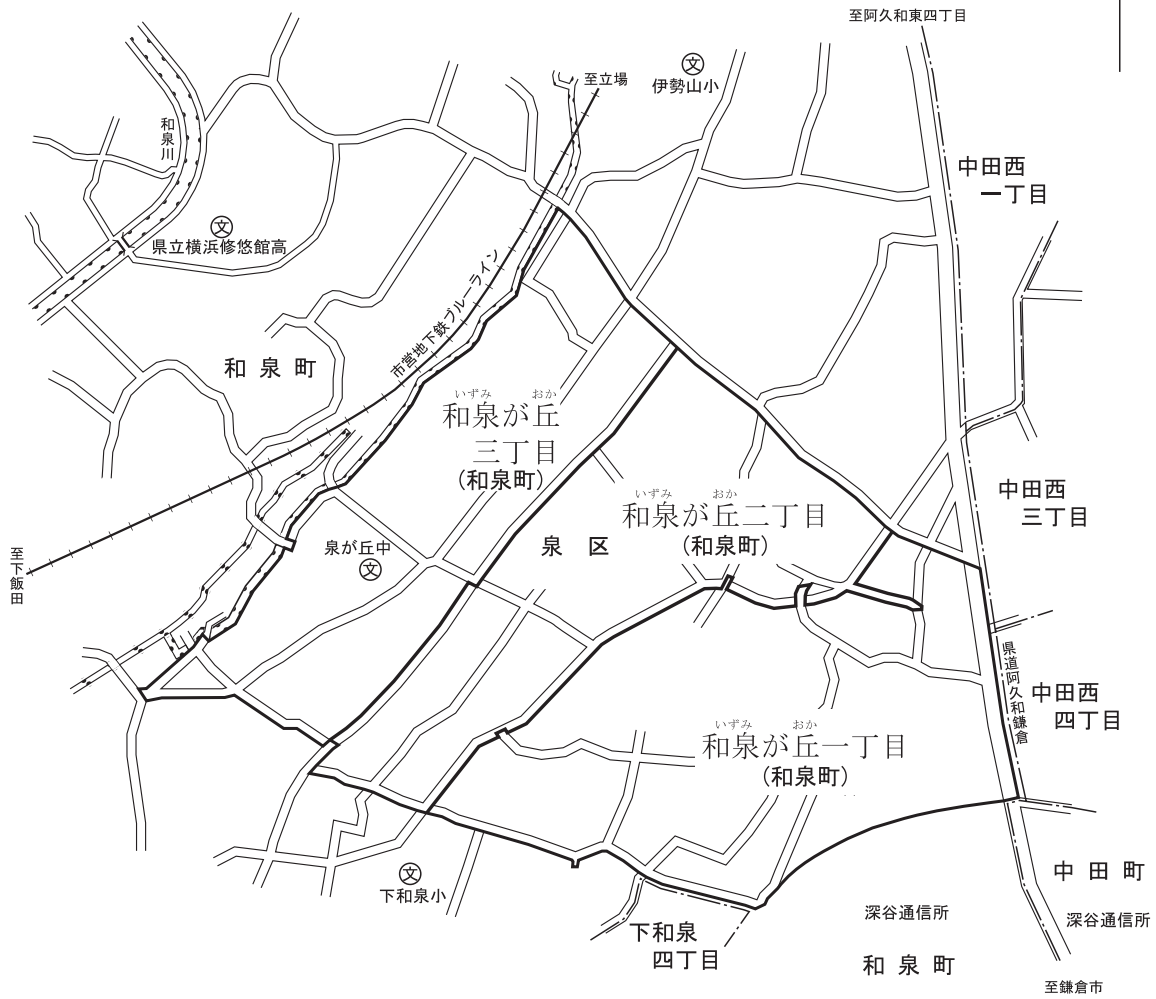 至阿久和東四丁目
至立場
伊勢山小
和泉川
中田西
一丁目
県立横浜修悠館高
市営地下鉄ブルーライン
和泉町
いずみ おか
和泉が丘
三丁目
(和泉町)
中田西
三丁目
いずみ おか
和泉が丘二丁目
(和泉町)
泉区
泉が丘中
至下飯田
県道阿久和鎌倉
中田西
四丁目
いずみ おか
和泉が丘一丁目
(和泉町)
下和泉小
中田町
深谷通信所
深谷通信所
下和泉
四丁目
和泉町
至鎌倉市
文
文
文
文